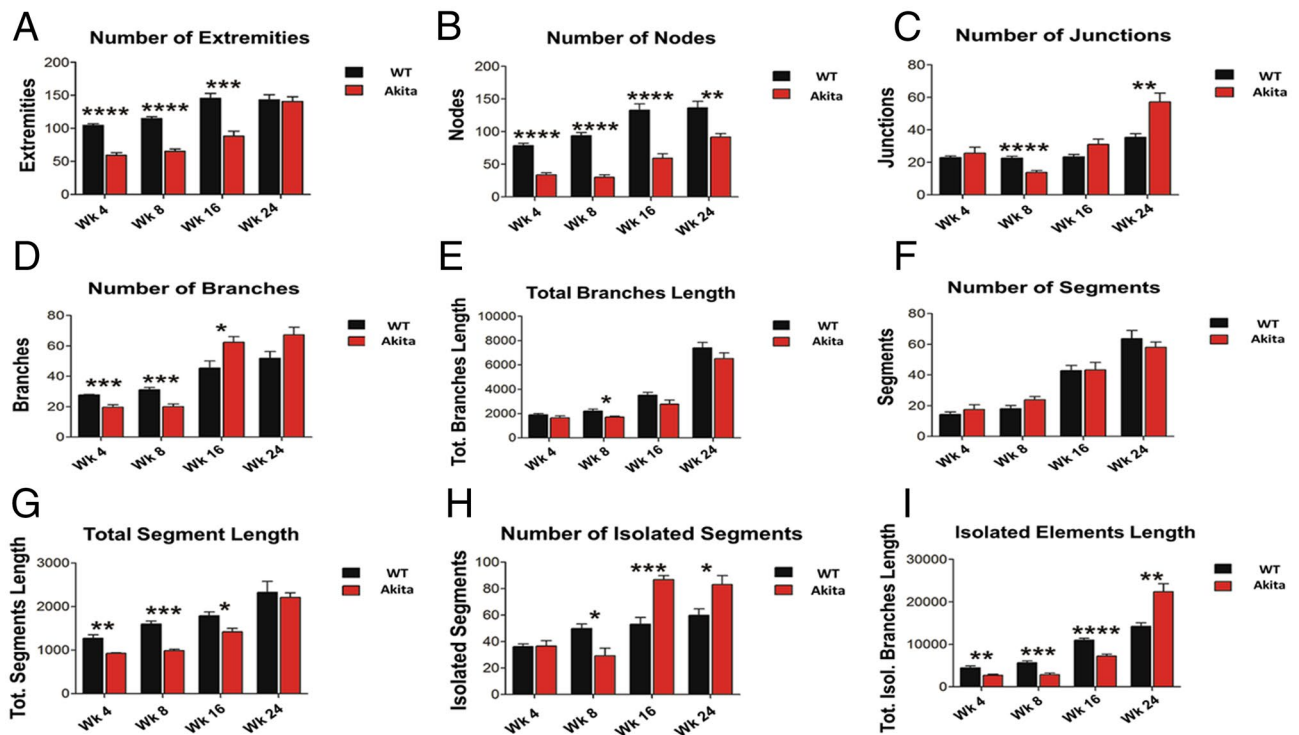 A
Number of Extremities
Extremities
200
150
100
50
0
****
****
***
WT
Akita
Wk 4
Wk 8
Wk 16
Wk 24
B
Number of Nodes
Nodes
200
150
100
50
0
****
****
****
**
WT
Akita
Wk 4
Wk 8
Wk 16
Wk 24
C
Number of Junctions
Junctions
80
60
40
20
0
****
**
WT
Akita
Wk 4
Wk 8
Wk 16
Wk 24
D
Number of Branches
Branches
80
60
40
20
0
***
***
*
WT
Akita
Wk 4
Wk 8
Wk 16
Wk 24
E
Total Branches Length
Tot. Branches Length
10000
8000
6000
4000
2000
0
*
WT
Akita
Wk 4
Wk 8
Wk 16
Wk 24
F
Number of Segments
Segments
80
60
40
20
0
WT
Akita
Wk 4
Wk 8
Wk 16
Wk 24
G
Total Segment Length
Tot. Segments Length
3000
2000
1000
0
**
***
*
WT
Akita
Wk 4
Wk 8
Wk 16
Wk 24
H
Number of Isolated Segments
Isolated Segments
100
80
60
40
20
0
*
***
*
WT
Akita
Wk 4
Wk 8
Wk 16
Wk 24
I
Isolated Elements Length
Tot. Isol. Branches Length
30000
20000
10000
0
**
***
****
**
WT
Akita
Wk 4
Wk 8
Wk 16
Wk 24